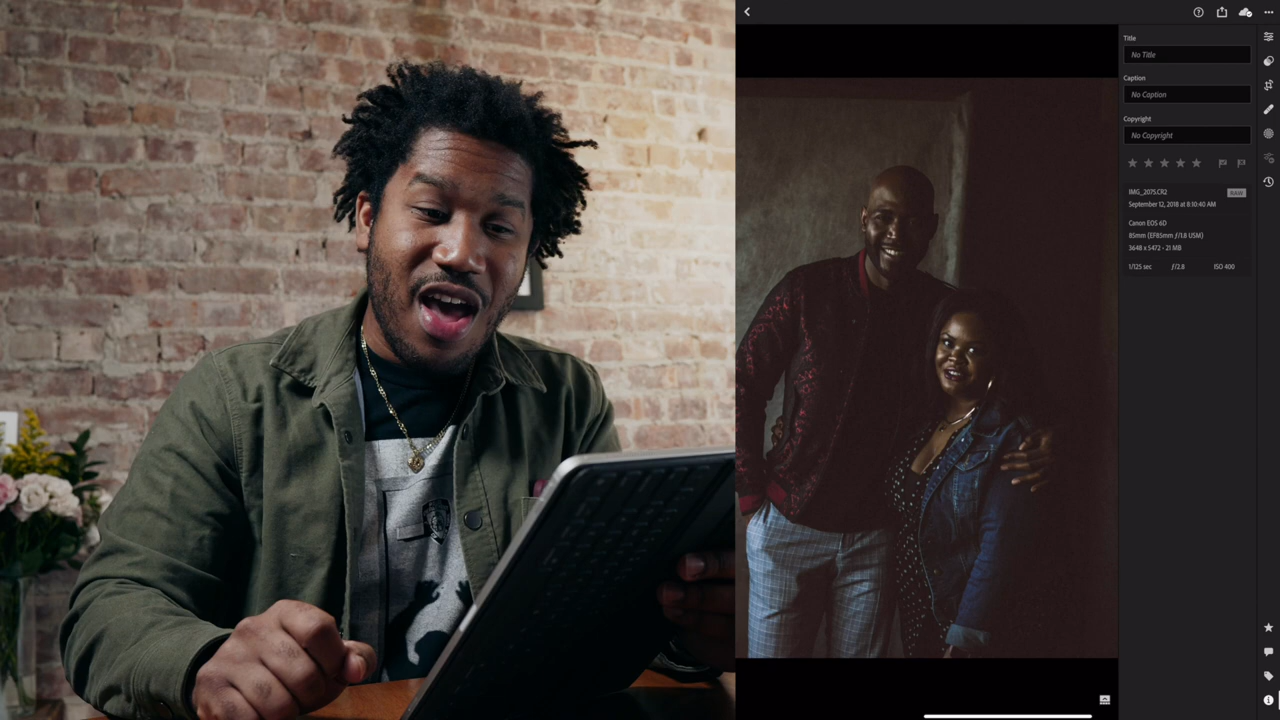 Title
No Title
Caption
No Caption
Copyright
No Copyright
IMG_2075.CR2
RAW
September 12, 2018 at 8:10:40 AM
Canon EOS 6D
85mm (EF85mm ƒ/1.8 USM)
3648 x 5472 - 21 MB
1/125 sec ƒ/2.8 ISO 400